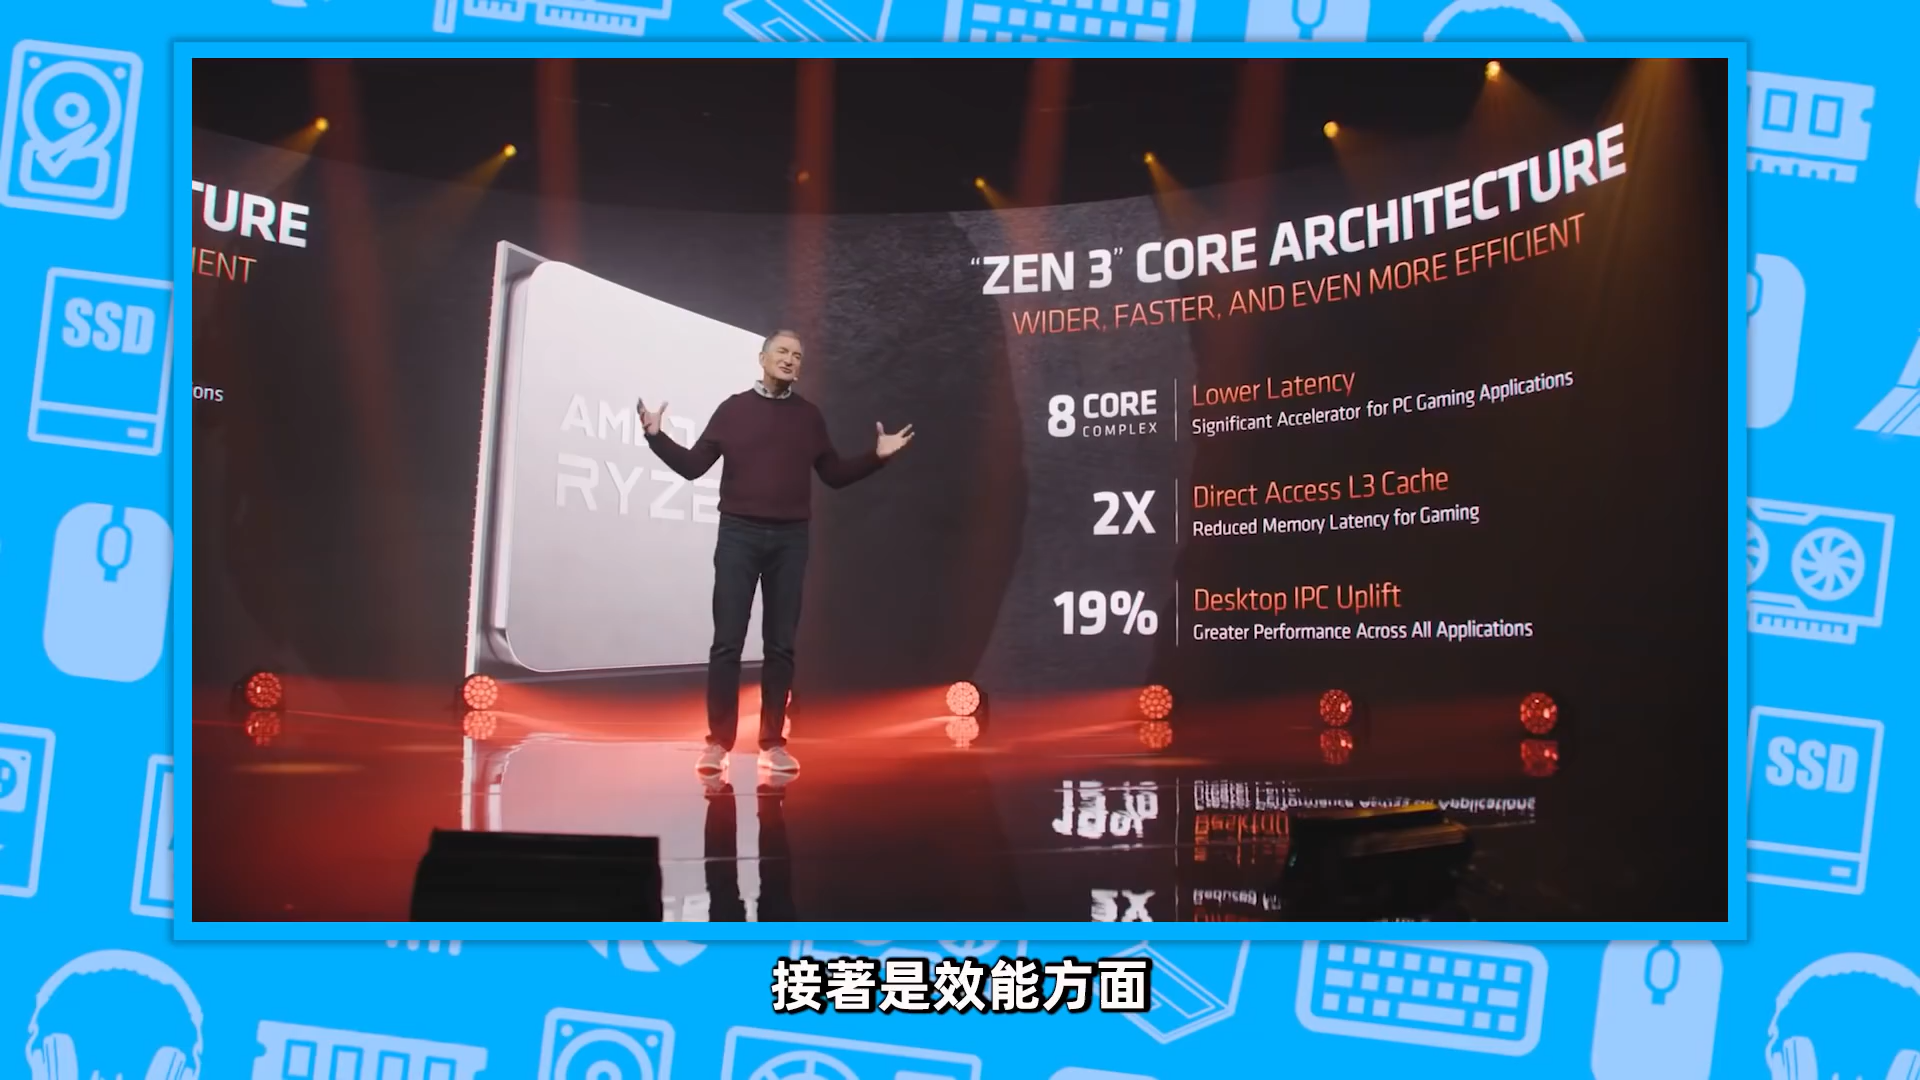 SSD
TURE
IENT
ions
AMD
RYZE
"ZEN 3" CORE ARCHITECTURE
WIDER, FASTER, AND EVEN MORE EFFICIENT
8 CORE COMPLEX
Lower Latency
Significant Accelerator for PC Gaming Applications
2X
Direct Access L3 Cache
Reduced Memory Latency for Gaming
19%
Desktop IPC Uplift
Greater Performance Across All Applications
SSD
接著是效能方面